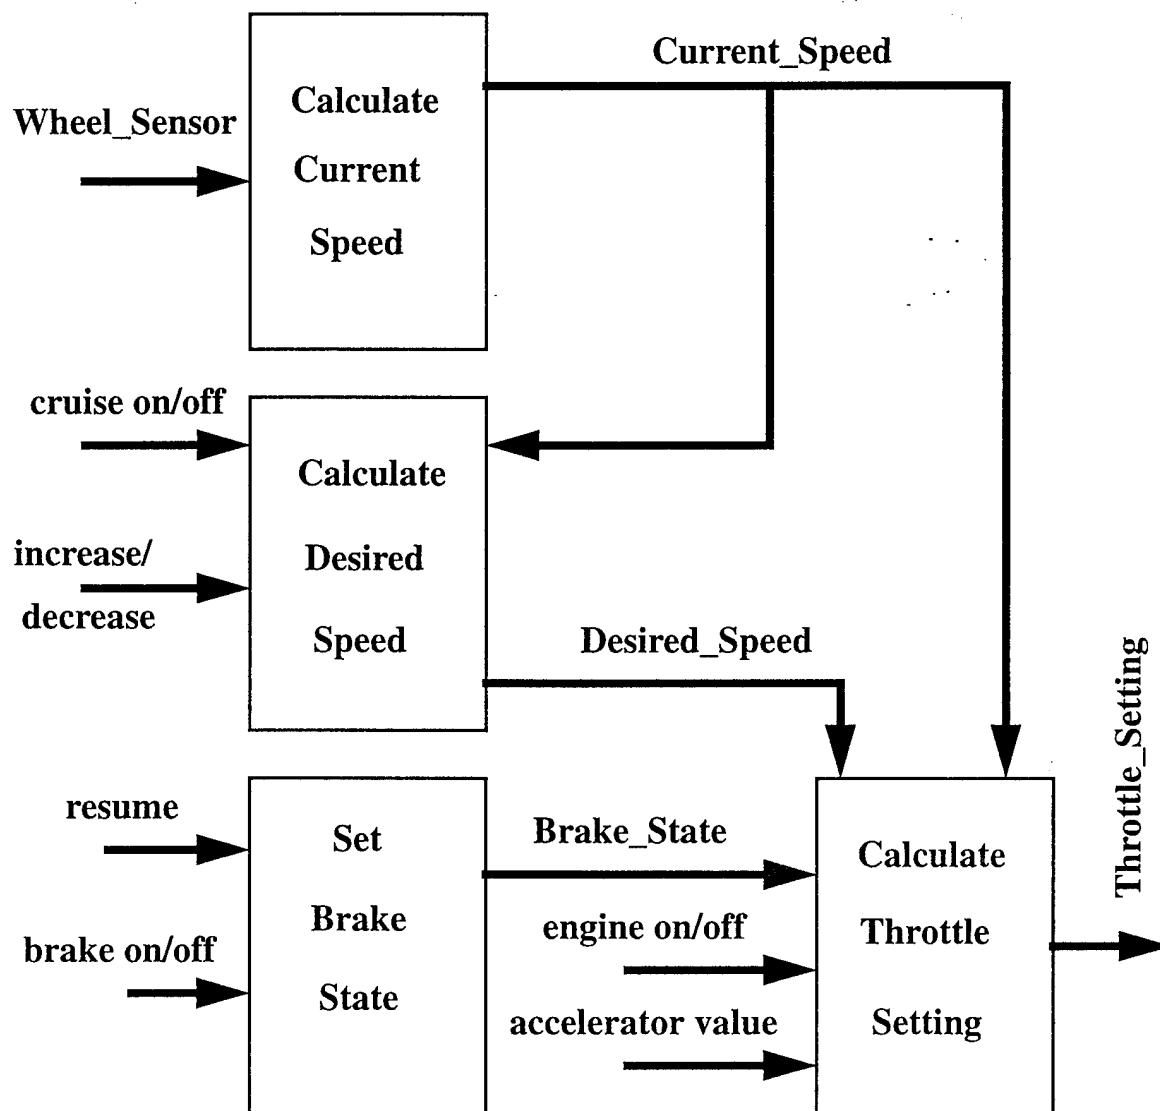 Current_Speed
Wheel_Sensor
Calculate
Current
Speed
cruise on/off
Calculate
Desired
Speed
increase/
decrease
Desired_Speed
Throttle_Setting
resume
Set
Brake
State
Brake_State
brake on/off
engine on/off
accelerator value
Calculate
Throttle
Setting